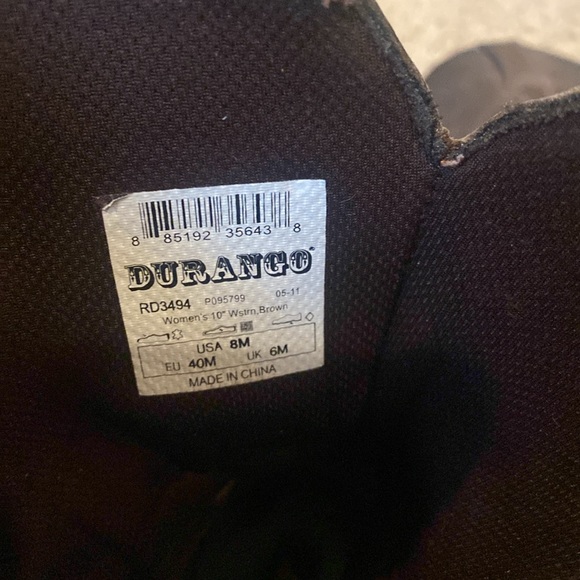 8 85192 35643 8
DURANGO
RD3494 P095799 05-11
Women's 10" Wstrn,Brown
USA 8M
EU 40M UK 6M
MADE IN CHINA